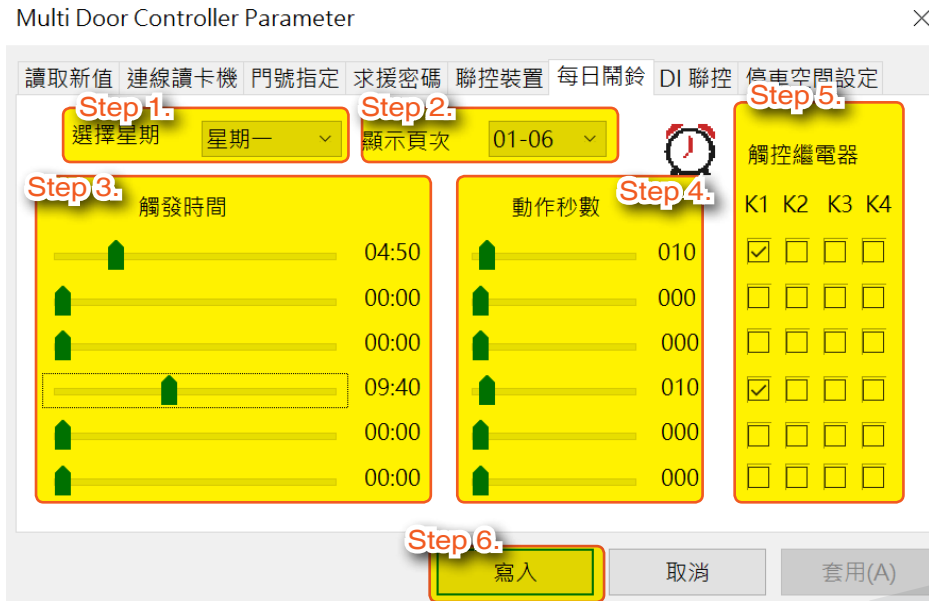 Multi Door Controller Parameter
讀取新值 連線讀卡機 門號指定 求援密碼 聯控裝置 每日鬧鈴 DI 聯控 停車空間設定
Step 1. Step 2. Step 5.
選擇星期 星期一 顯示頁次 01-06
觸控繼電器
Step 3. Step 4.
觸發時間 動作秒數 K1 K2 K3 K4
04:50 010
00:00 000
00:00 000
09:40 010
00:00 000
00:00 000
Step 6.
寫入 取消 套用(A)